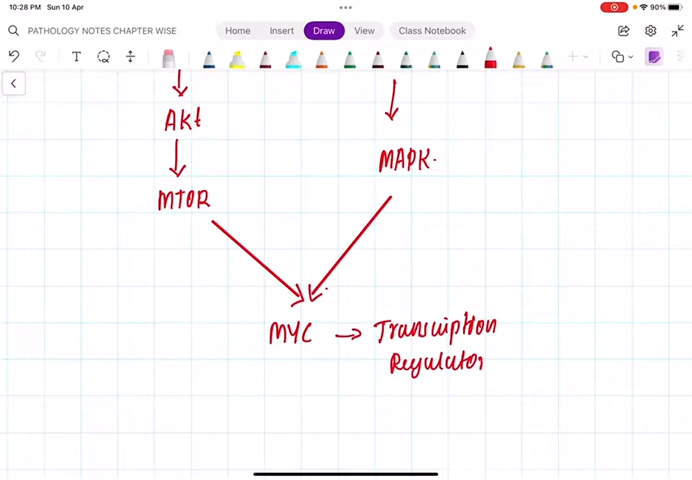 10:28 PM Sun 10 Apr
90%
PATHOLOGY NOTES CHAPTER WISE
Home Insert Draw View Class Notebook
T
AKt
MAPK.
MTOR
MYC → Transcription
Regulator